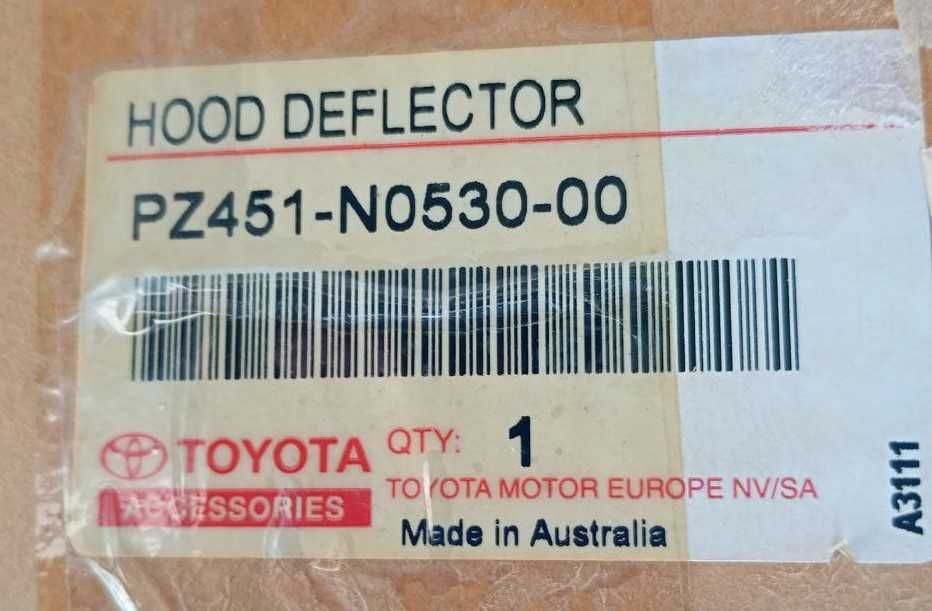 HOOD DEFLECTOR
PZ451-N0530-00
TOYOTA
ACCESSORIES
QTY: 1
TOYOTA MOTOR EUROPE NV/SA
Made in Australia
A3111